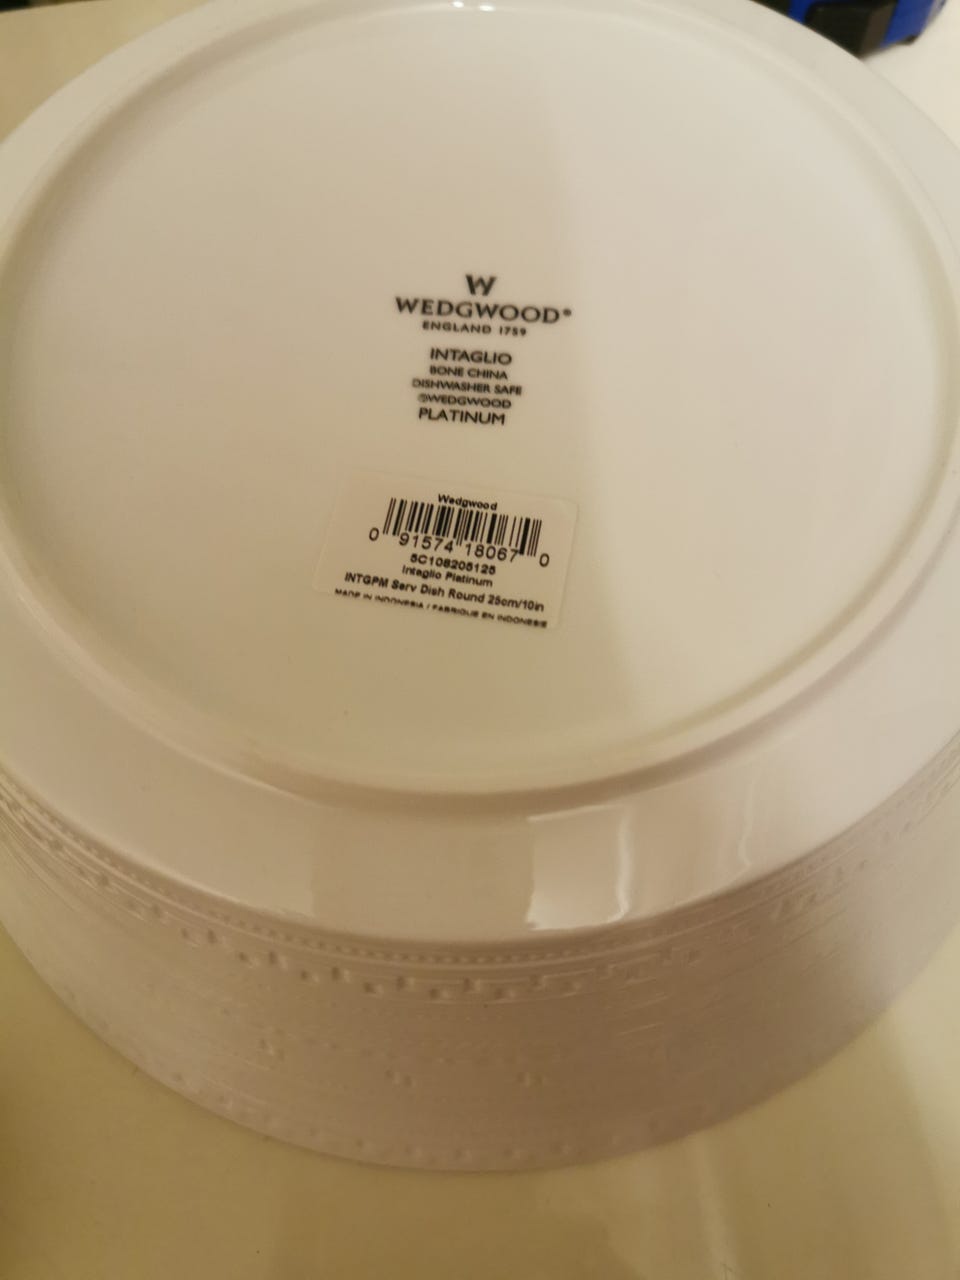 W
WEDGWOOD®
ENGLAND 1759
INTAGLIO
BONE CHINA
DISHWASHER SAFE
©WEDGWOOD
PLATINUM
Wedgwood
0 91574 18067 0
5C108205125
Intaglio Platinum
INTGPM Serv Dish Round 25cm/10in
MADE IN INDONESIA / FABRIQUE EN INDONESIE